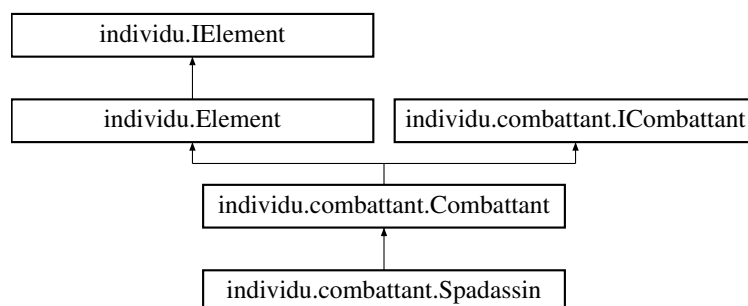 individu.IElement
individu.Element
individu.combattant.ICombattant
individu.combattant.Combattant
individu.combattant.Spadassin